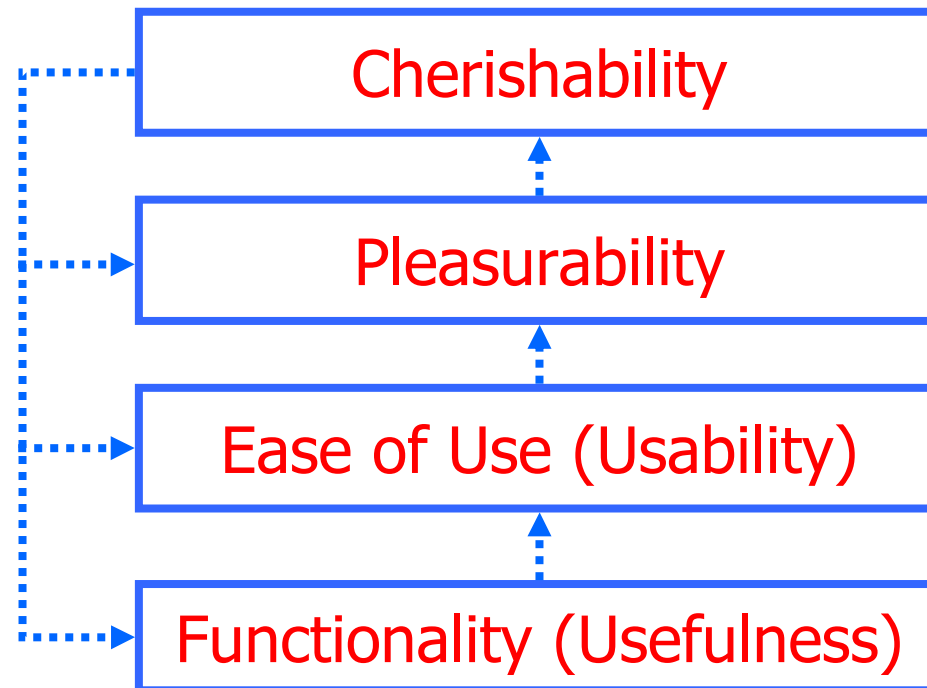 Cherishability
Pleasurability
Ease of Use (Usability)
Functionality (Usefulness)